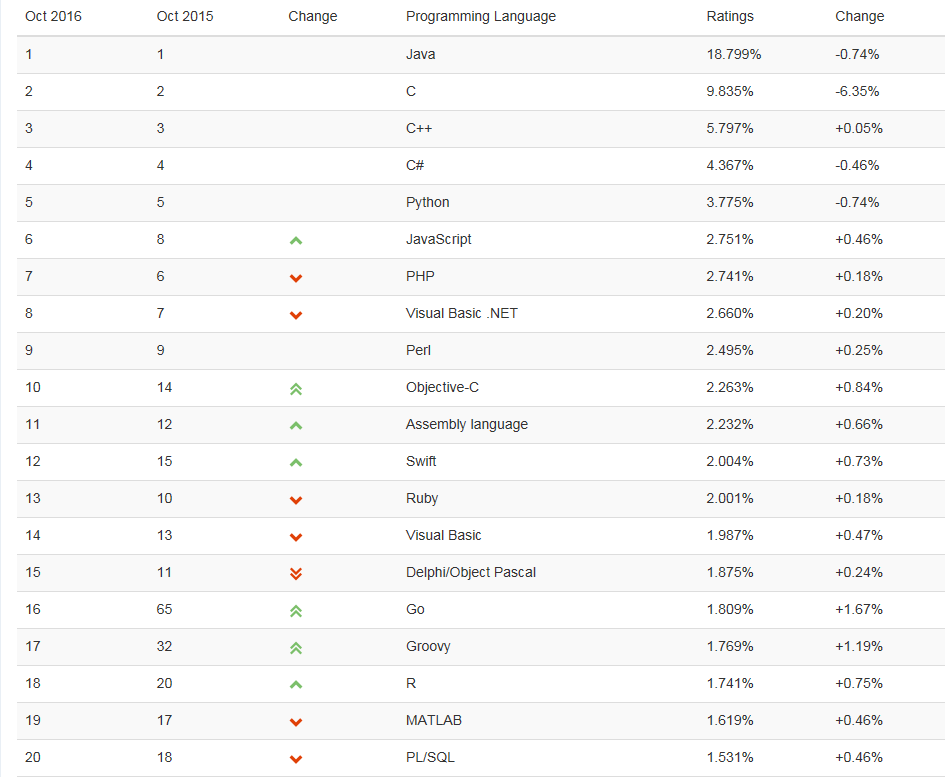 Oct 2016 Oct 2015 Change Programming Language Ratings Change
1 1 Java 18.799% -0.74%
2 2 C 9.835% -6.35%
3 3 C++ 5.797% +0.05%
4 4 C# 4.367% -0.46%
5 5 Python 3.775% -0.74%
6 8 JavaScript 2.751% +0.46%
7 6 PHP 2.741% +0.18%
8 7 Visual Basic .NET 2.660% +0.20%
9 9 Perl 2.495% +0.25%
10 14 Objective-C 2.263% +0.84%
11 12 Assembly language 2.232% +0.66%
12 15 Swift 2.004% +0.73%
13 10 Ruby 2.001% +0.18%
14 13 Visual Basic 1.987% +0.47%
15 11 Delphi/Object Pascal 1.875% +0.24%
16 65 Go 1.809% +1.67%
17 32 Groovy 1.769% +1.19%
18 20 R 1.741% +0.75%
19 17 MATLAB 1.619% +0.46%
20 18 PL/SQL 1.531% +0.46%